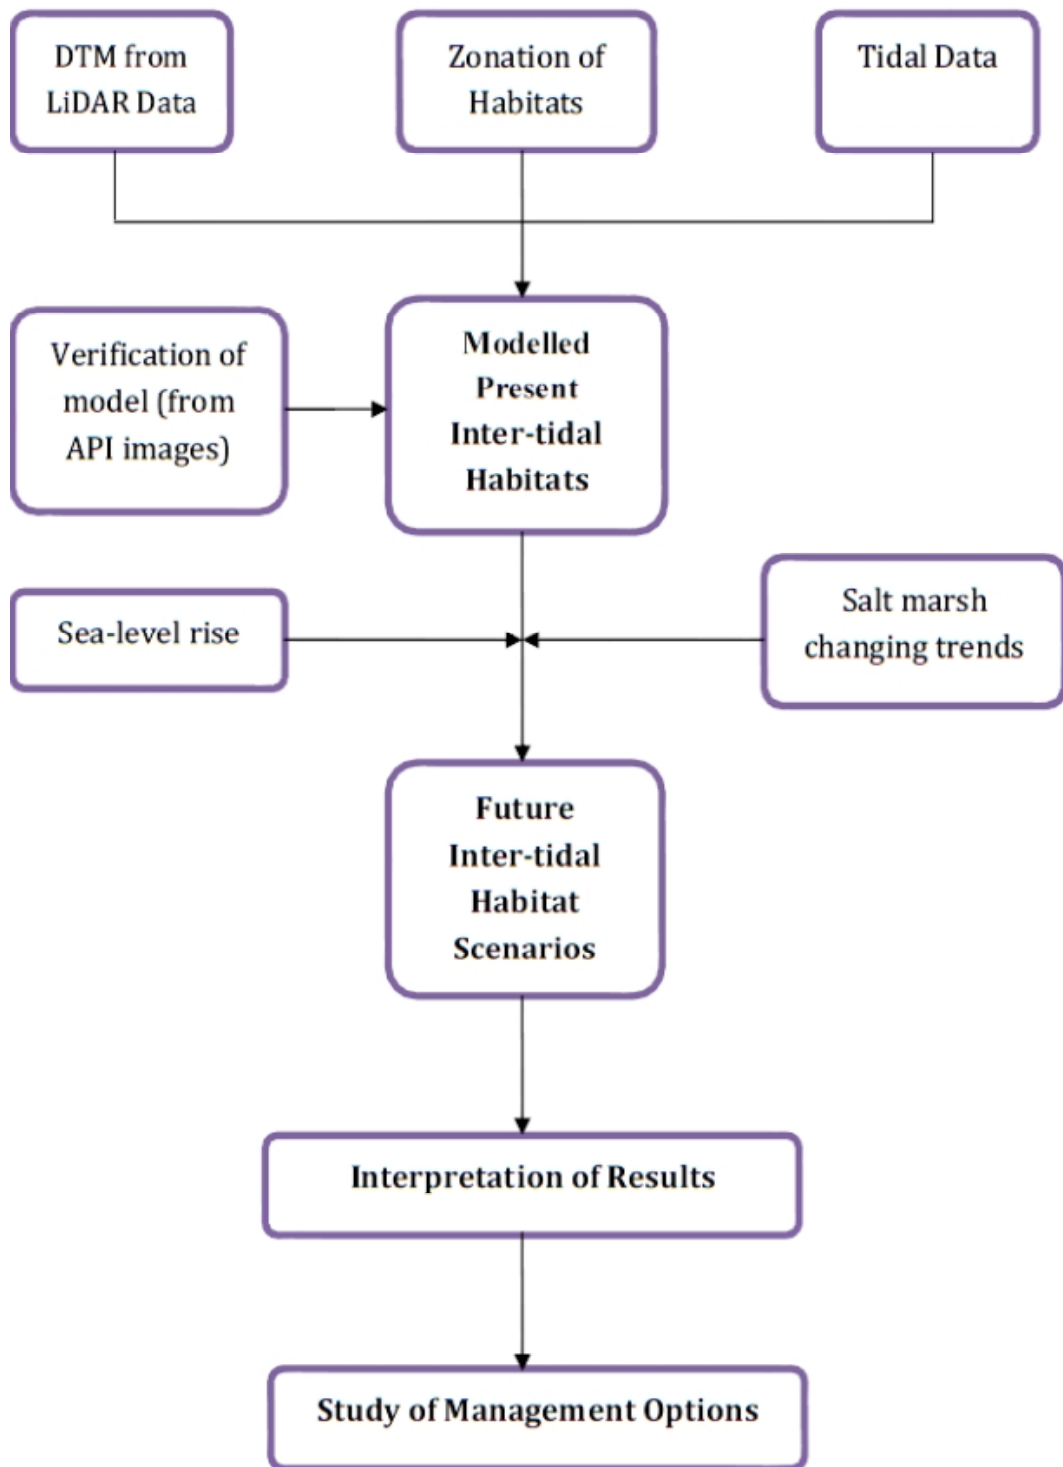 DTM from
LiDAR Data
Zonation of
Habitats
Tidal Data
Verification of
model (from
API images)
Modelled
Present
Inter-tidal
Habitats
Sea-level rise
Salt marsh
changing trends
Future
Inter-tidal
Habitat
Scenarios
Interpretation of Results
Study of Management Options